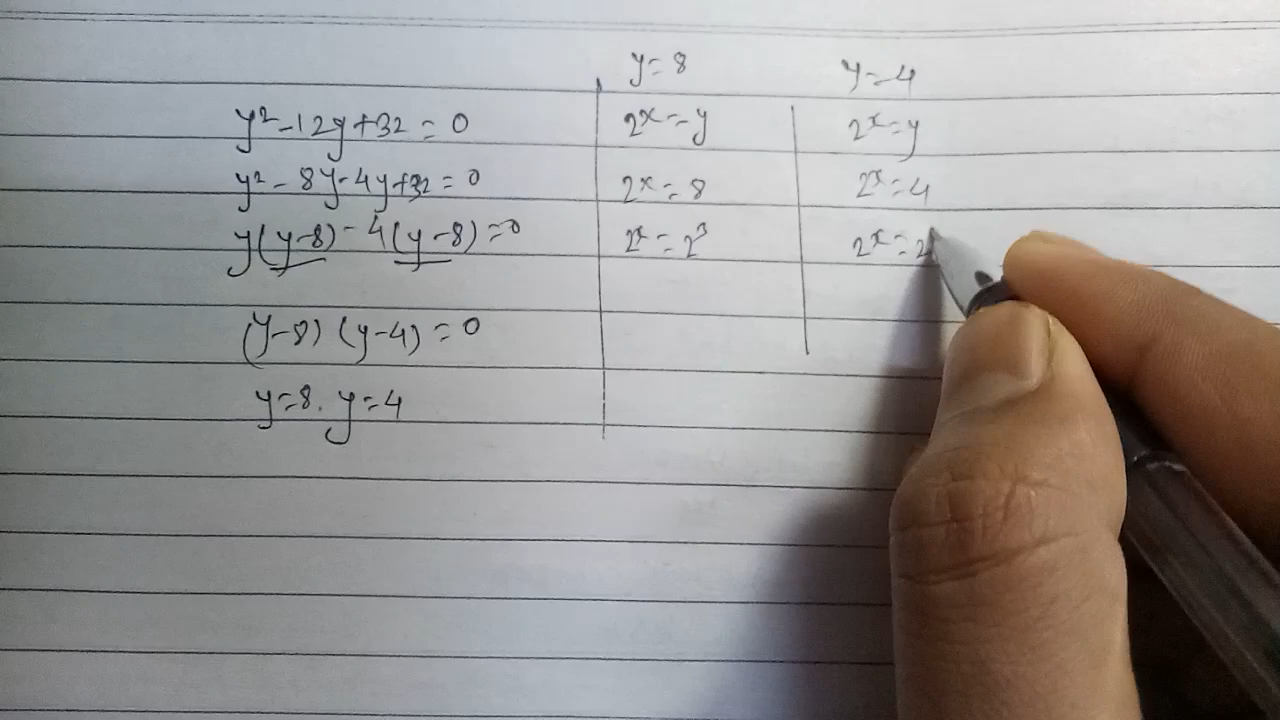 y² - 12y + 32 = 0
y² - 8y - 4y + 32 = 0
y(y-8) - 4(y-8) = 0
(y-8) (y-4) = 0
y=8. y=4
y=8
2ˣ = y
2ˣ = 8
2ˣ = 2³
y=4
2ˣ = y
2ˣ = 4
2ˣ = 2